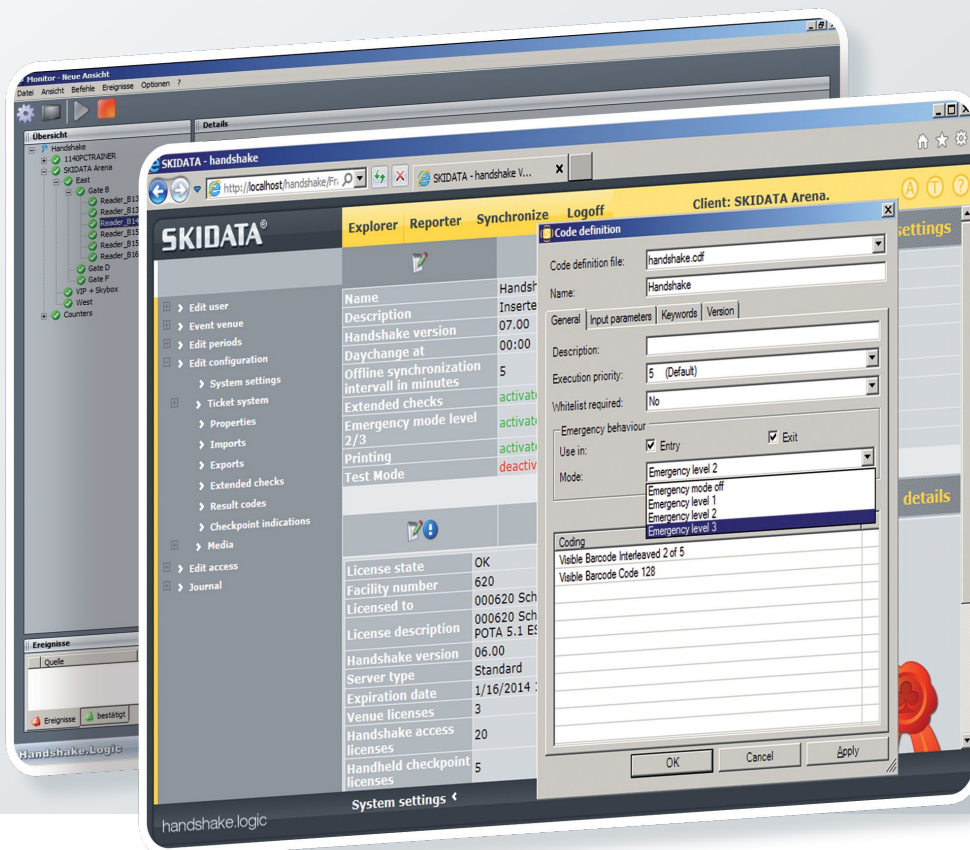 Monitor - Neue Ansicht
Datei Ansicht Befehle Ereignisse Optionen ?
Übersicht
Details
Handshake
1140PCTRAINER
SKIDATA Arena
East
Gate B
Reader_B13
Reader_B13
Reader_B14
Reader_B15
Reader_B15
Reader_B16
Gate D
Gate F
VIP + Skybox
West
Counters
Ereignisse
Quelle
Ereignisse
bestätigt
Handshake.Logic
SKIDATA - handshake
http://localhost/handshake/Fr
SKIDATA - handshake V...
SKIDATA®
Explorer Reporter Synchronize Logoff
Client: SKIDATA Arena.
A T ?
Edit user
Event venue
Edit periods
Edit configuration
System settings
Ticket system
Properties
Imports
Exports
Extended checks
Result codes
Checkpoint indications
Media
Edit access
Journal
Name Handsh
Description Inserte
Handshake version 07.00
Daychange at 00:00
Offline synchronization
intervall in minutes 5
Extended checks activat
Emergency mode level
2/3 activat
Printing activat
Test Mode deactiv
License state OK
Facility number 620
Licensed to 000620 Sch
License description 000620 Sch
POTA 5.1 ES
Handshake version 06.00
Server type Standard
Expiration date 1/16/2014
Venue licenses 3
Handshake access
licenses 20
Handheld checkpoint
licenses 5
System settings
handshake.logic
settings
details
Code definition
Code definition file: handshake.cdf
Name: Handshake
General Input parameters Keywords Version
Description:
Execution priority: 5 (Default)
Whitelist required: No
Emergency behaviour
Use in: Entry Exit
Mode: Emergency level 2
Emergency mode off
Emergency level 1
Emergency level 2
Emergency level 3
Coding
Visible Barcode Interleaved 2 of 5
Visible Barcode Code 128
OK Cancel Apply